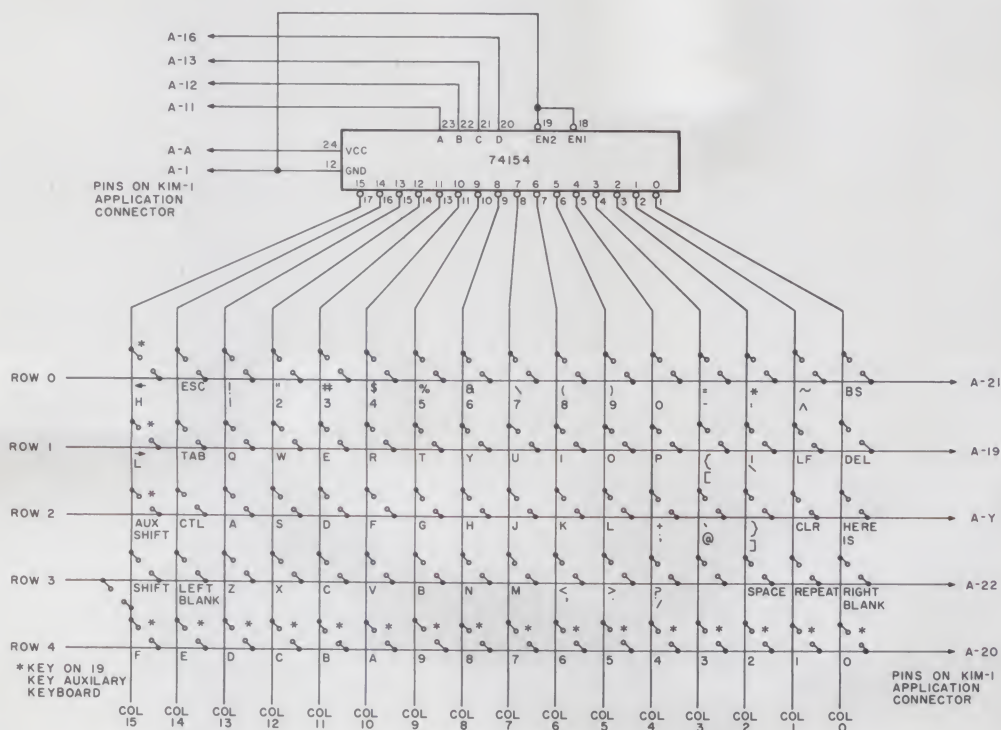 A-16
A-13
A-12
A-11
A-A
A-1
PINS ON KIM-1
APPLICATION
CONNECTOR
23 22 21 20 19 18
A B C D EN2 EN1
24 VCC
12 GND
74154
15 14 13 12 11 10 9 8 7 6 5 4 3 2 1 0
17 16 15 14 13 11 10 9 8 7 6 5 4 3 2 1
* 
ROW 0 A-21
← ESC ! " # $ % & \ ( ) = * ~ BS
H 1 2 3 4 5 6 7 8 9 0 - : ^
*
ROW 1 A-19
→ TAB Q W E R T Y U I O P { | LF DEL
L [ \
*
ROW 2 A-Y
AUX SHIFT CTL A S D F G H J K L + ; ` @ } ] CLR HERE IS
ROW 3 A-22
SHIFT LEFT BLANK Z X C V B N M < , > . ? / SPACE REPEAT RIGHT BLANK
* * * * * * * * * * * * * * * *
ROW 4 A-20
F E D C B A 9 8 7 6 5 4 3 2 1 0
*KEY ON 19
KEY AUXILARY
KEYBOARD
PINS ON KIM-1
APPLICATION
CONNECTOR
COL COL COL COL COL COL COL COL COL COL COL COL COL COL COL COL
15 14 13 12 11 10 9 8 7 6 5 4 3 2 1 0